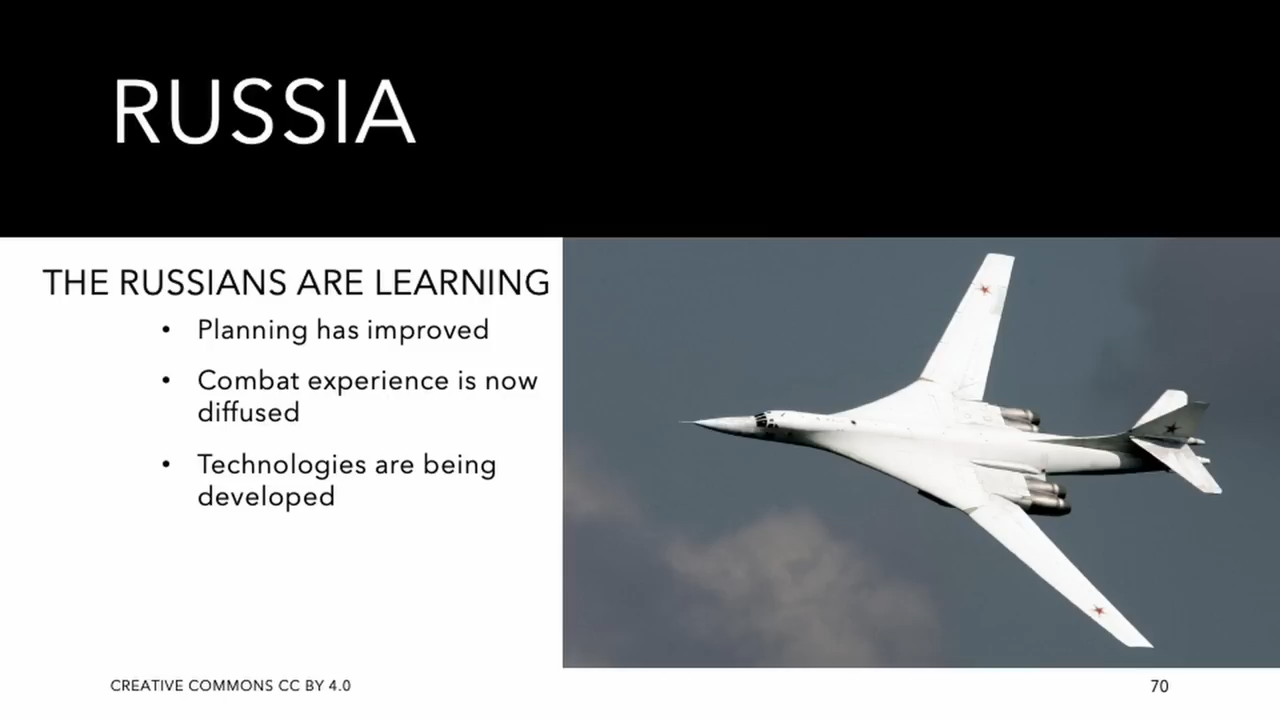 RUSSIA
THE RUSSIANS ARE LEARNING
• Planning has improved
• Combat experience is now
diffused
• Technologies are being
developed
CREATIVE COMMONS CC BY 4.0
70